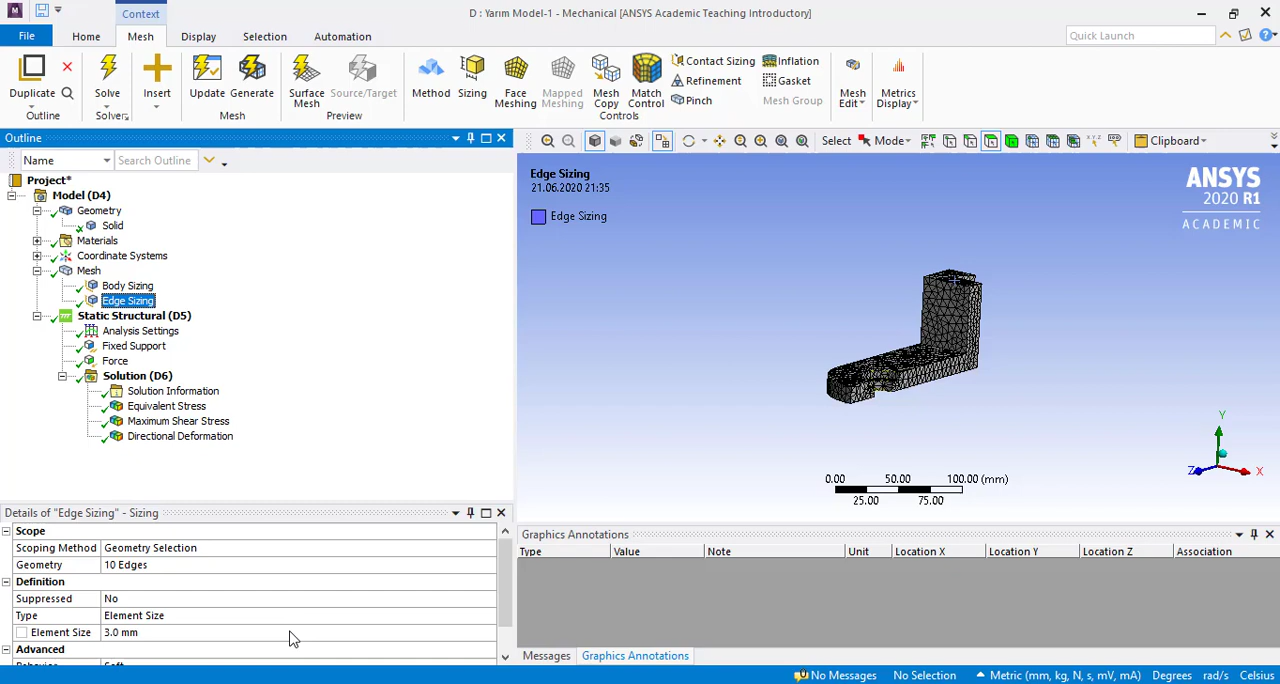 Context
D : Yarım Model-1 - Mechanical [ANSYS Academic Teaching Introductory]
File Home Mesh Display Selection Automation Quick Launch
Duplicate Solve Insert Update Generate Surface Mesh Source/Target Method Sizing Face Meshing Mapped Meshing Mesh Copy Match Control Contact Sizing Refinement Pinch Inflation Gasket Mesh Group Mesh Edit Metrics Display
Outline Solver Mesh Preview Controls
Outline
Name Search Outline
Select Mode Clipboard
Project*
Model (D4)
Geometry
Solid
Materials
Coordinate Systems
Mesh
Body Sizing
Edge Sizing
Static Structural (D5)
Analysis Settings
Fixed Support
Force
Solution (D6)
Solution Information
Equivalent Stress
Maximum Shear Stress
Directional Deformation
Edge Sizing
21.06.2020 21:35
Edge Sizing
ANSYS
2020 R1
ACADEMIC
0.00 50.00 100.00 (mm)
25.00 75.00
Y
Z X
Details of "Edge Sizing" - Sizing
Scope
Scoping Method Geometry Selection
Geometry 10 Edges
Definition
Suppressed No
Type Element Size
Element Size 3.0 mm
Advanced
Behavior Soft
Graphics Annotations
Type Value Note Unit Location X Location Y Location Z Association
Messages Graphics Annotations
No Messages No Selection Metric (mm, kg, N, s, mV, mA) Degrees rad/s Celsius